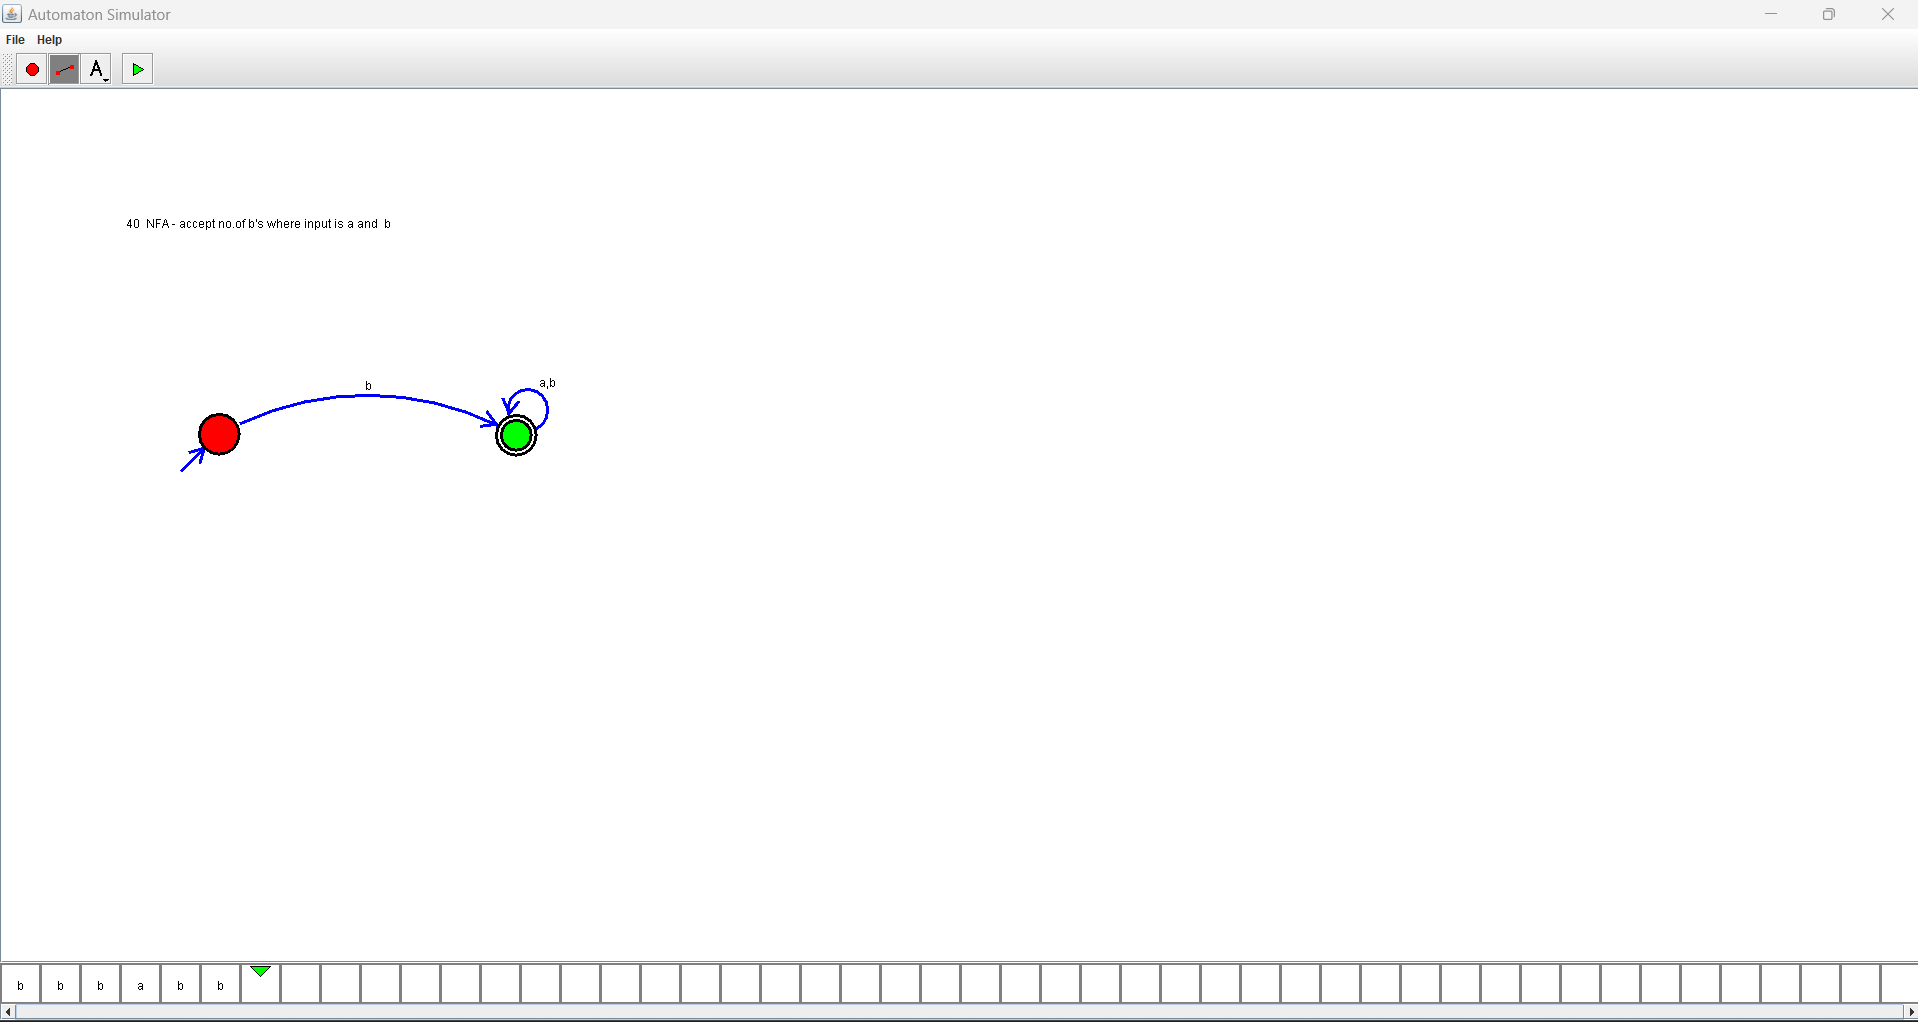 Automaton Simulator
File Help
A
40 NFA - accept no.of b's where input is a and b
b
a,b
b b b a b b